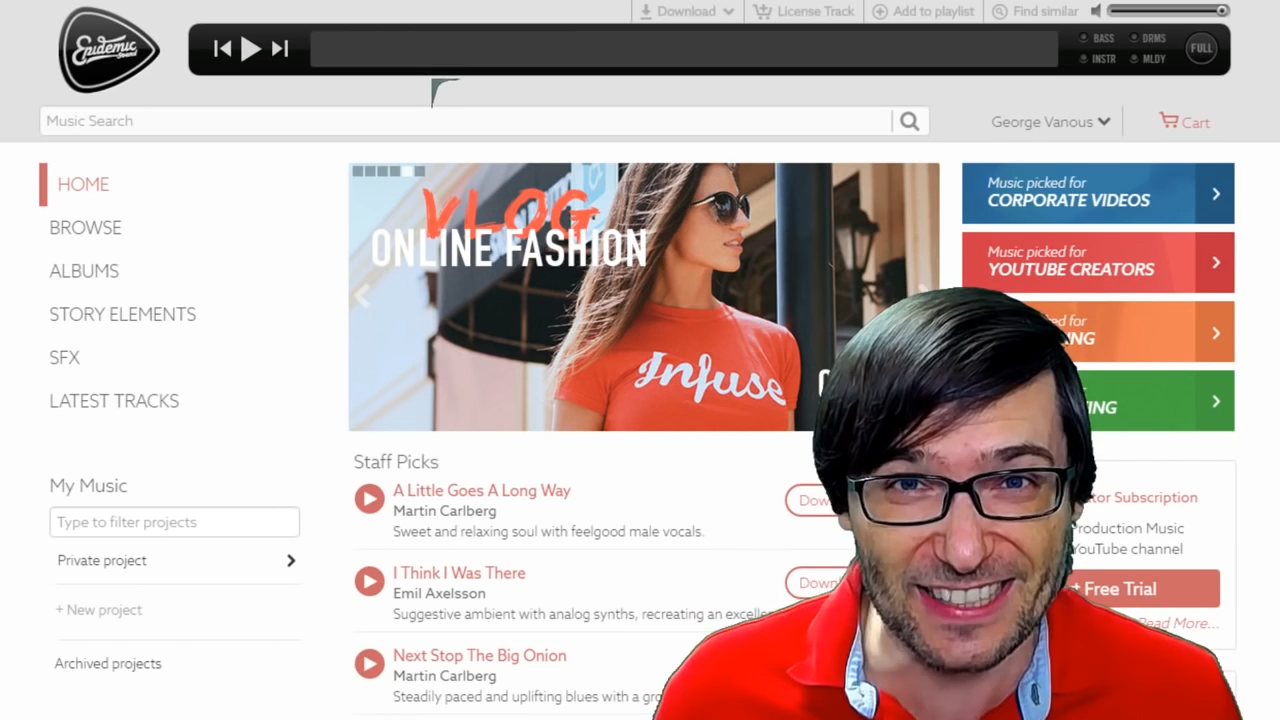 Download
License Track
Add to playlist
Find similar
Epidemic
Sound
BASS
DRMS
INSTR
MLDY
FULL
Music Search
George Vanous
Cart
HOME
BROWSE
ALBUMS
STORY ELEMENTS
SFX
LATEST TRACKS
My Music
Type to filter projects
Private project
+ New project
Archived projects
VLOG
ONLINE FASHION
Infuse
Music picked for
CORPORATE VIDEOS
Music picked for
YOUTUBE CREATORS
for
Staff Picks
A Little Goes A Long Way
Martin Carlberg
Sweet and relaxing soul with feelgood male vocals.
I Think I Was There
Emil Axelsson
Suggestive ambient with analog synths, recreating an
Next Stop The Big Onion
Martin Carlberg
Steadily paced and uplifting blues with a
Subscription
Production Music
YouTube channel
Free Trial
Read More...